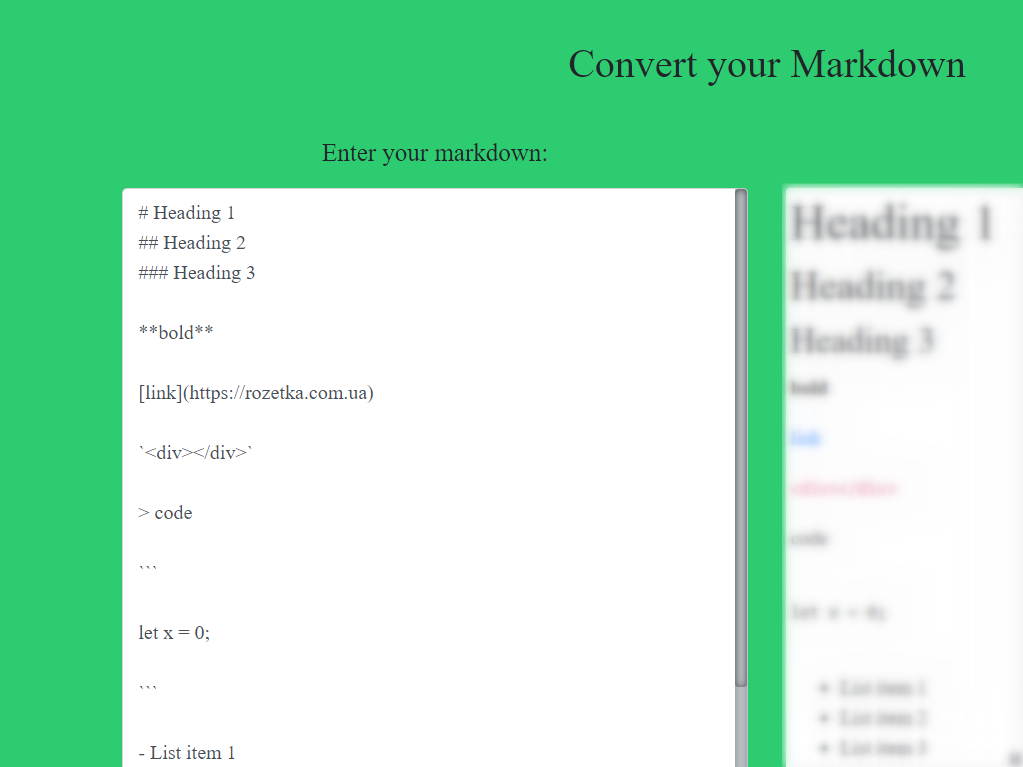 Convert your Markdown
Enter your markdown:
# Heading 1
## Heading 2
### Heading 3
**bold**
[link](https://rozetka.com.ua)
`<div></div>`
> code
```
let x = 0;
```
- List item 1
Heading 1
Heading 2
Heading 3
bold
link
<div></div>
code
let x = 0;
List item 1
List item 2
List item 3